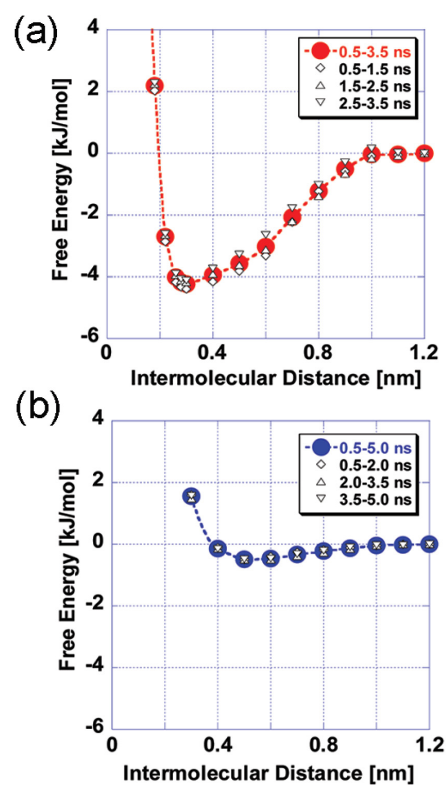 (a)
4
2
0
-2
-4
-6
Free Energy [kJ/mol]
0.5-3.5 ns
0.5-1.5 ns
1.5-2.5 ns
2.5-3.5 ns
0 0.4 0.8 1.2
Intermolecular Distance [nm]
(b)
4
2
0
-2
-4
-6
Free Energy [kJ/mol]
0.5-5.0 ns
0.5-2.0 ns
2.0-3.5 ns
3.5-5.0 ns
0 0.4 0.8 1.2
Intermolecular Distance [nm]